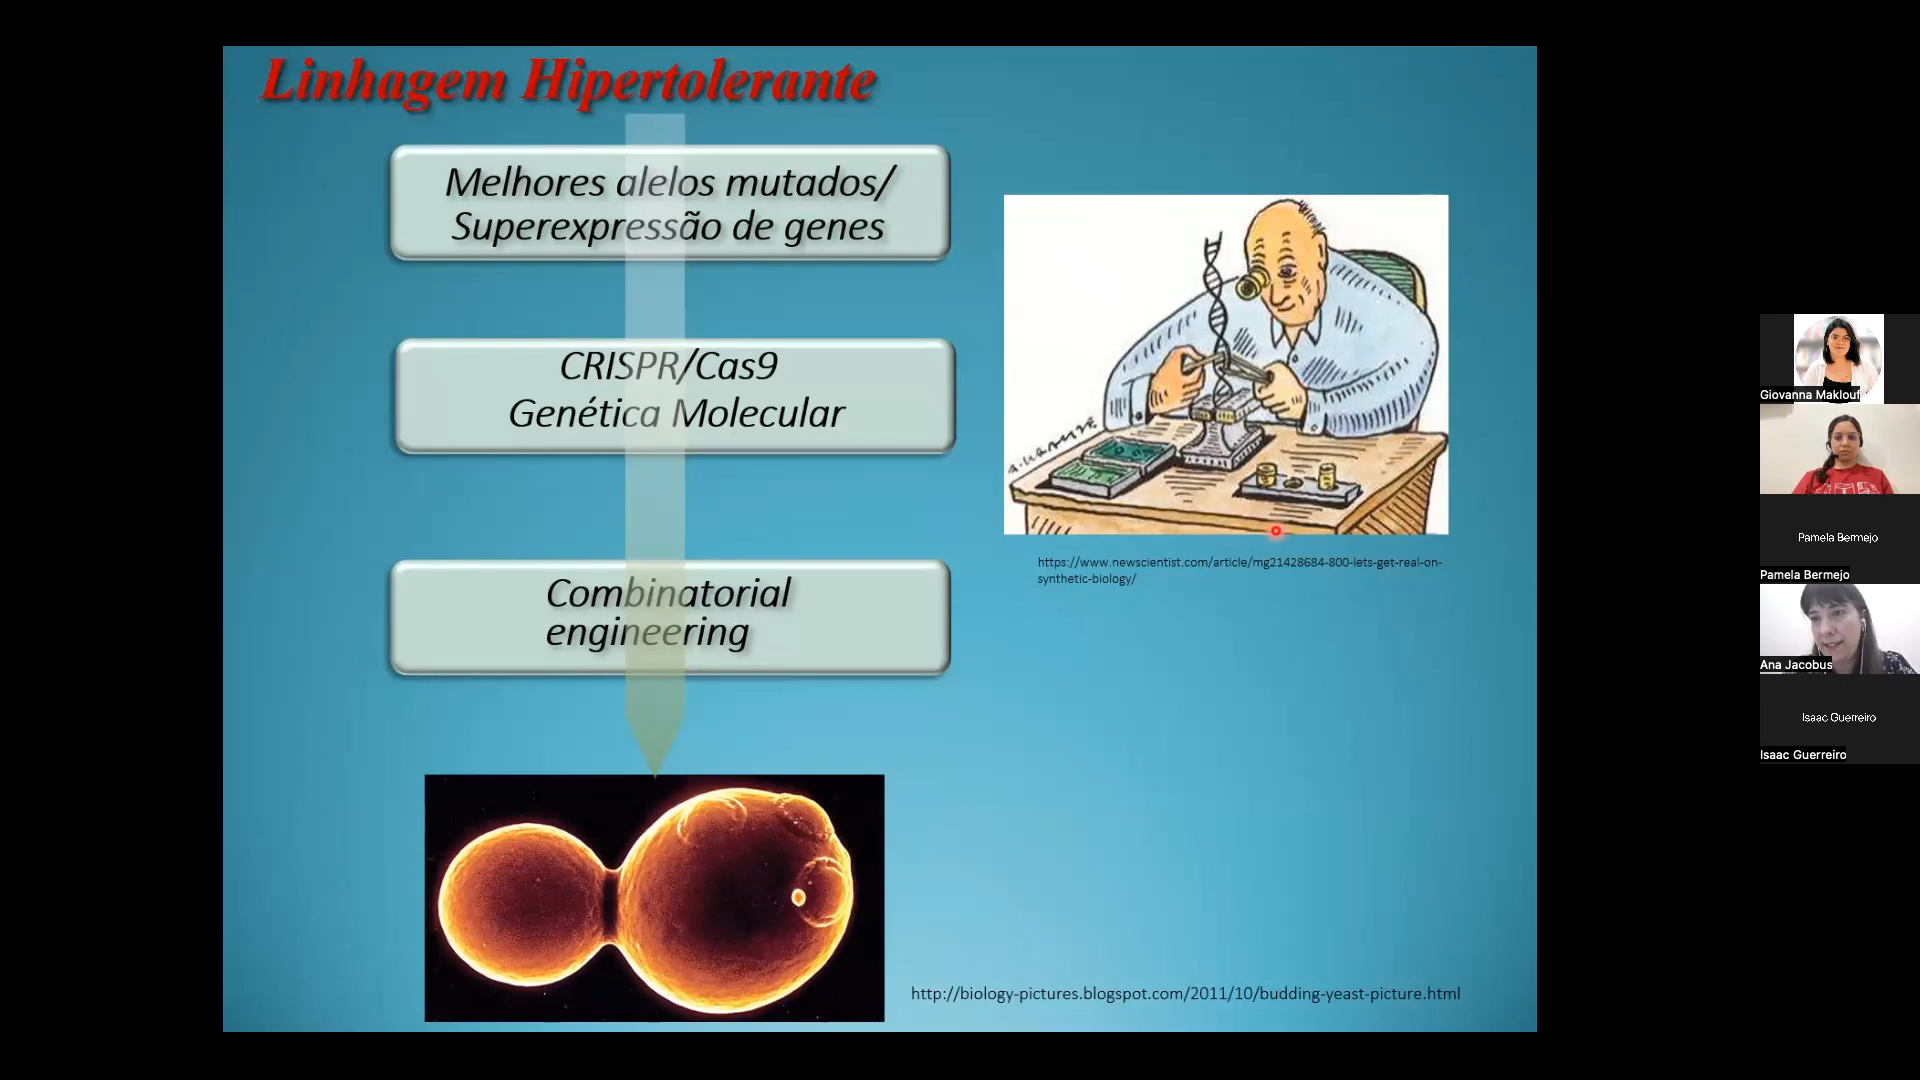 Linhagem Hipertolerante
Melhores alelos mutados/
Superexpressão de genes
CRISPR/Cas9
Genética Molecular
Combinatorial
engineering
https://www.newscientist.com/article/mg21428684-800-lets-get-real-on-
synthetic-biology/
http://biology-pictures.blogspot.com/2011/10/budding-yeast-picture.html
Giovanna Maklouf
Pamela Bermejo
Pamela Bermejo
Ana Jacobus
Isaac Guerreiro
Isaac Guerreiro